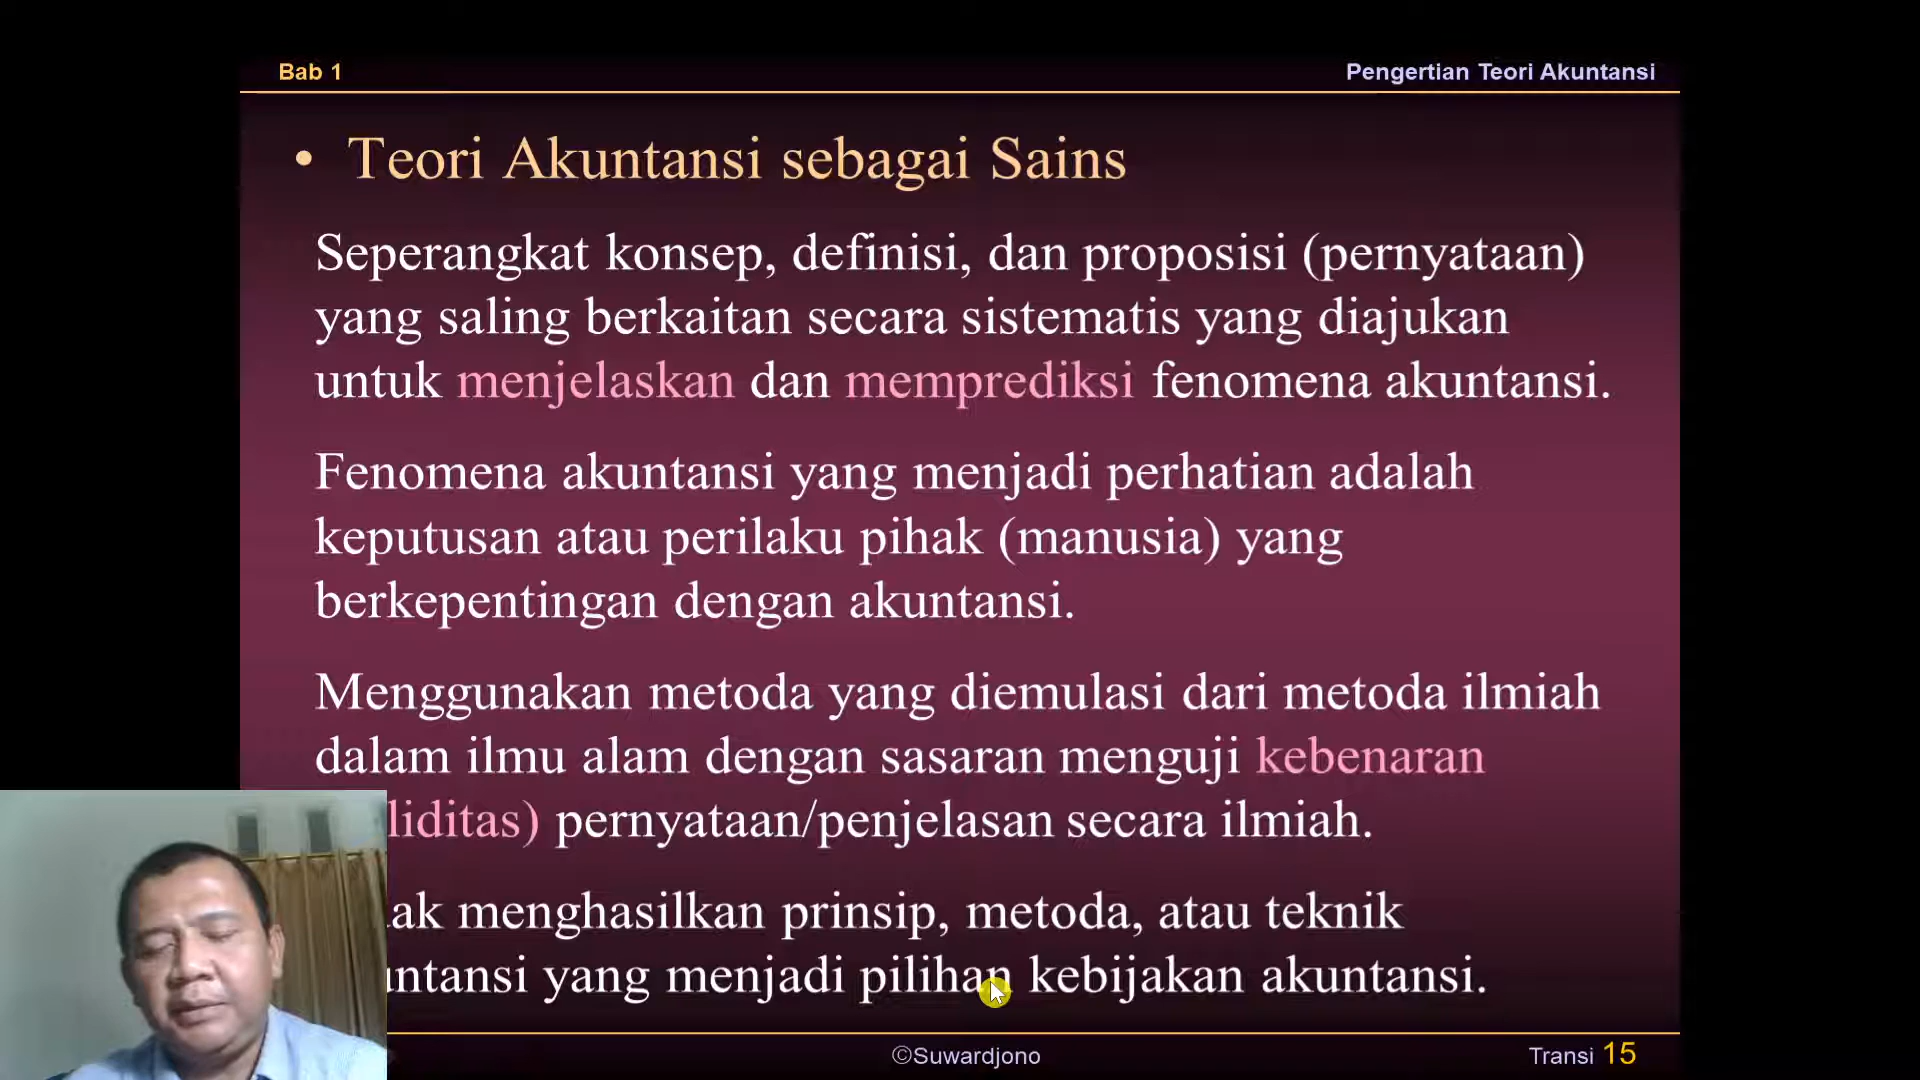 Bab 1
Pengertian Teori Akuntansi
• Teori Akuntansi sebagai Sains
Seperangkat konsep, definisi, dan proposisi (pernyataan)
yang saling berkaitan secara sistematis yang diajukan
untuk menjelaskan dan memprediksi fenomena akuntansi.
Fenomena akuntansi yang menjadi perhatian adalah
keputusan atau perilaku pihak (manusia) yang
berkepentingan dengan akuntansi.
Menggunakan metoda yang diemulasi dari metoda ilmiah
dalam ilmu alam dengan sasaran menguji kebenaran
liditas) pernyataan/penjelasan secara ilmiah.
ak menghasilkan prinsip, metoda, atau teknik
untansi yang menjadi pilihan kebijakan akuntansi.
©Suwardjono
Transi 15